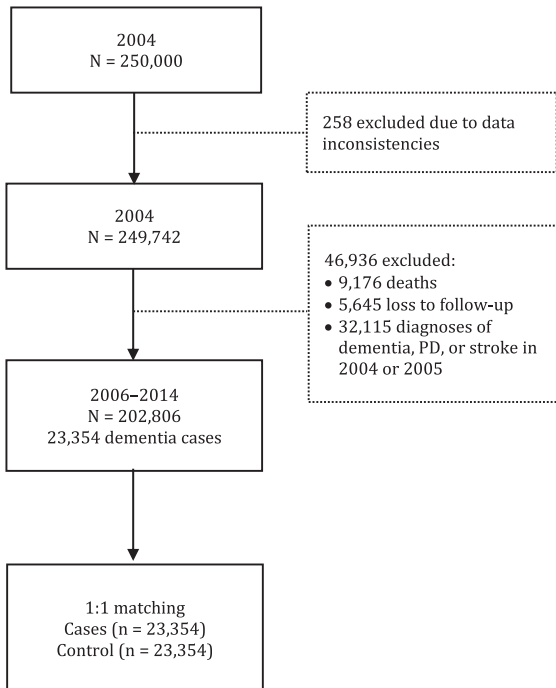 2004
N = 250,000
258 excluded due to data
inconsistencies
2004
N = 249,742
46,936 excluded:
• 9,176 deaths
• 5,645 loss to follow-up
• 32,115 diagnoses of
dementia, PD, or stroke in
2004 or 2005
2006–2014
N = 202,806
23,354 dementia cases
1:1 matching
Cases (n = 23,354)
Control (n = 23,354)